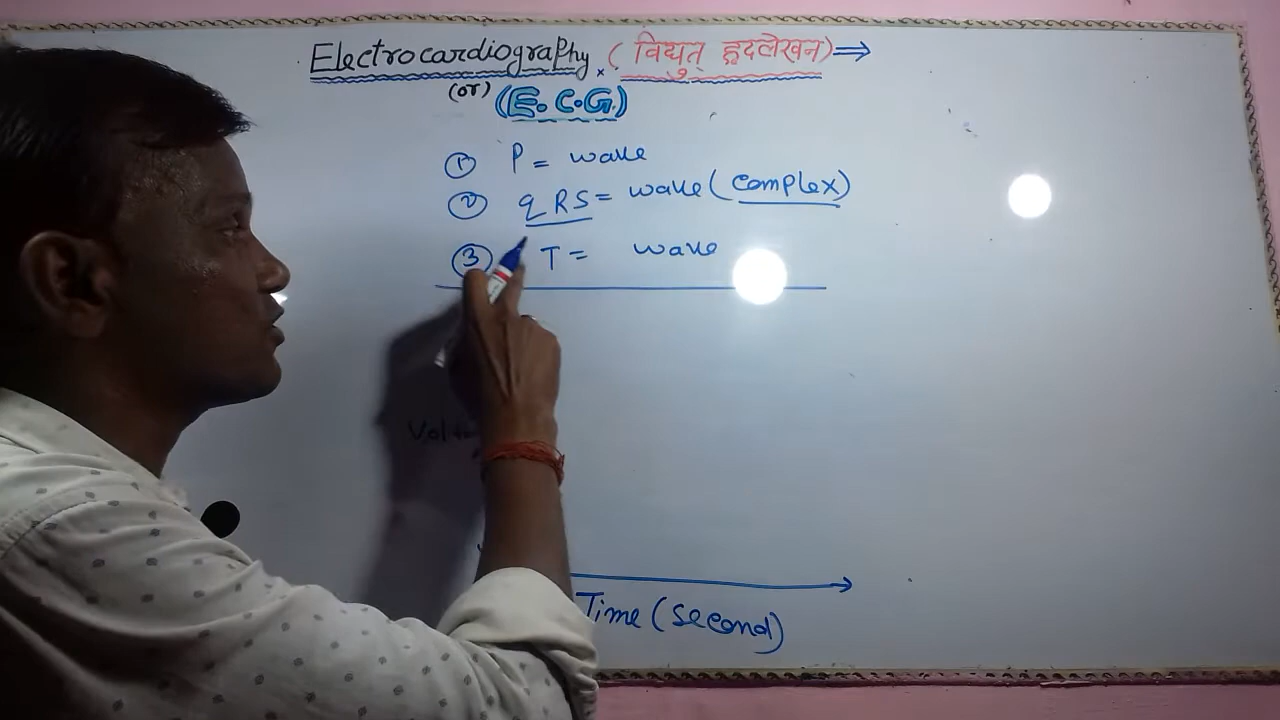 Electrocardiography (विद्युत् हृदलेखन) ⇒
(or) (E.C.G.)
① P = wave
② qRS = wave (complex)
③ T = wave
Time (second)